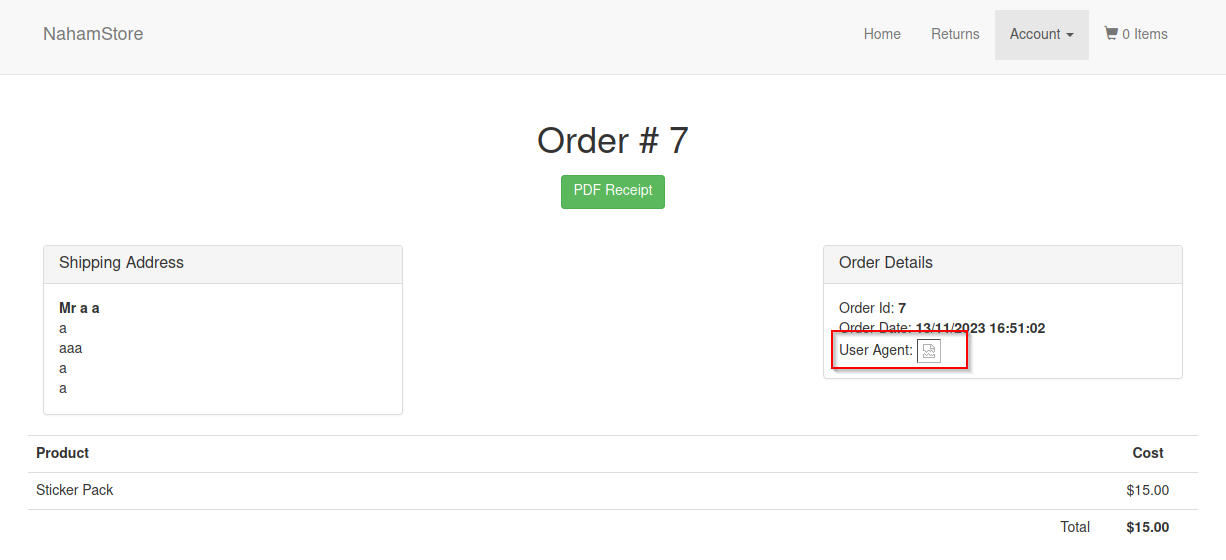 NahamStore
Home
Returns
Account
0 Items
Order # 7
PDF Receipt
Shipping Address
Mr a a
a
aaa
a
a
Order Details
Order Id: 7
Order Date: 13/11/2023 16:51:02
User Agent:
Product Cost
Sticker Pack $15.00
Total $15.00